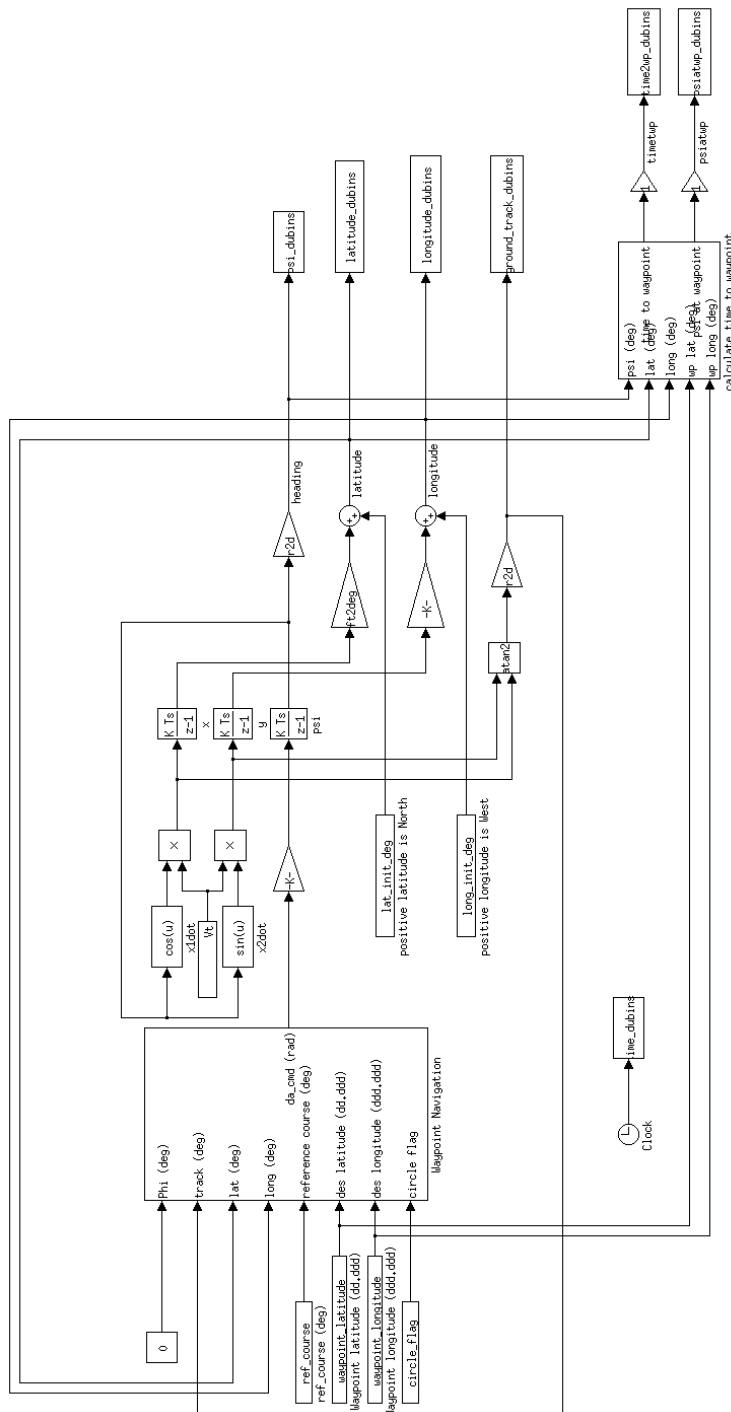 0
ref_course
ref_course (deg)
waypoint_latitude
Waypoint latitude (dd.ddd)
waypoint_longitude
Waypoint longitude (ddd.ddd)
circle_flag
Phi (deg)
track (deg)
lat (deg)
long (deg)
reference course (deg)
des latitude (dd.ddd)
des longitude (ddd.ddd)
circle flag
da_cmd (rad)
Waypoint Navigation
cos(u)
x1dot
Vt
sin(u)
x2dot
×
×
-K-
K Ts
z-1
x
K Ts
z-1
y
K Ts
z-1
psi
lat_init_deg
positive latitude is North
long_init_deg
positive longitude is West
r2d
heading
ft2deg
-K-
++
latitude
++
longitude
atan2
r2d
psi_dubins
latitude_dubins
longitude_dubins
ground_track_dubins
Clock
time_dubins
psi (deg)
lat (deg)
long (deg)
wp lat (deg)
wp long (deg)
time to waypoint
psi at waypoint
calculate time to waypoint
1
timetwp
1
psiatwp
time2wp_dubins
psiatwp_dubins